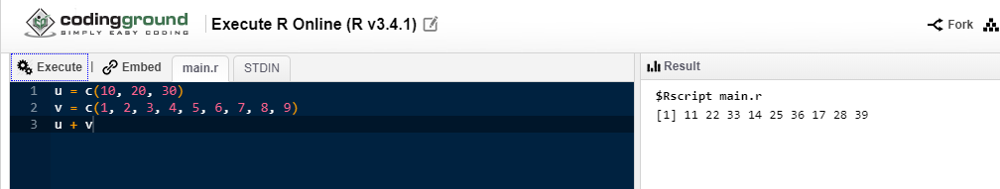 codingground
SIMPLY EASY CODING
Execute R Online (R v3.4.1)
Fork
Execute | Embed main.r STDIN
Result
1 u = c(10, 20, 30)
2 v = c(1, 2, 3, 4, 5, 6, 7, 8, 9)
3 u + v
$Rscript main.r
[1] 11 22 33 14 25 36 17 28 39